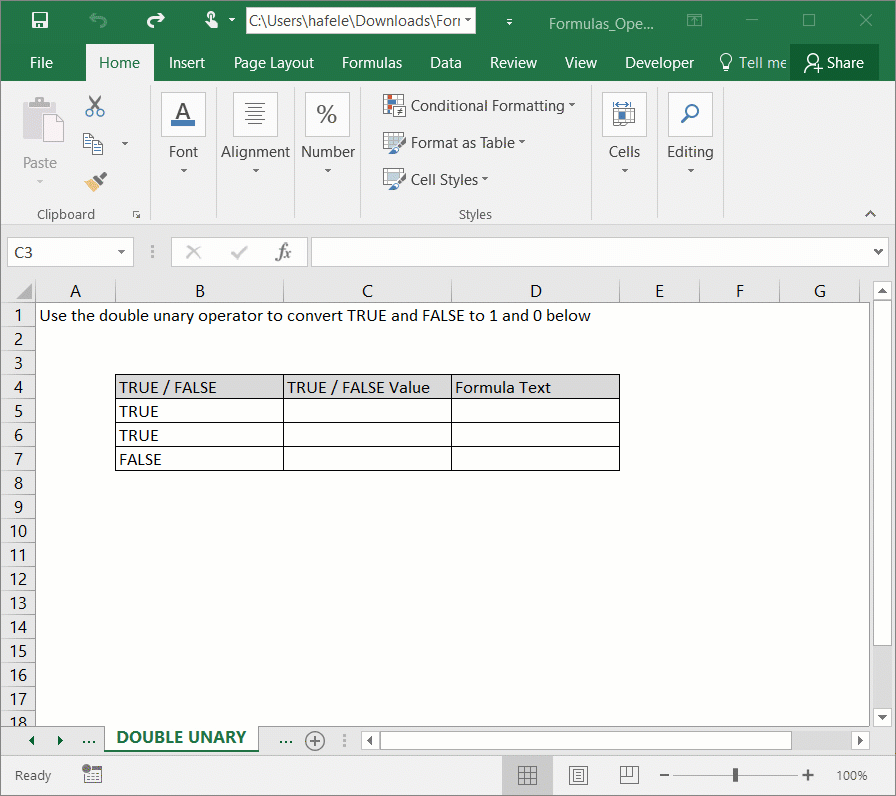 C:\Users\hafele\Downloads\Forr
Formulas_Ope...
File Home Insert Page Layout Formulas Data Review View Developer Tell me Share
Paste
Clipboard
A
Font
Alignment
%
Number
Conditional Formatting
Format as Table
Cell Styles
Styles
Cells
Editing
C3 fx
A B C D E F G
1 Use the double unary operator to convert TRUE and FALSE to 1 and 0 below
2
3
4 TRUE / FALSE TRUE / FALSE Value Formula Text
5 TRUE
6 TRUE
7 FALSE
8
9
10
11
12
13
14
15
16
17
18
... DOUBLE UNARY ...
Ready 100%